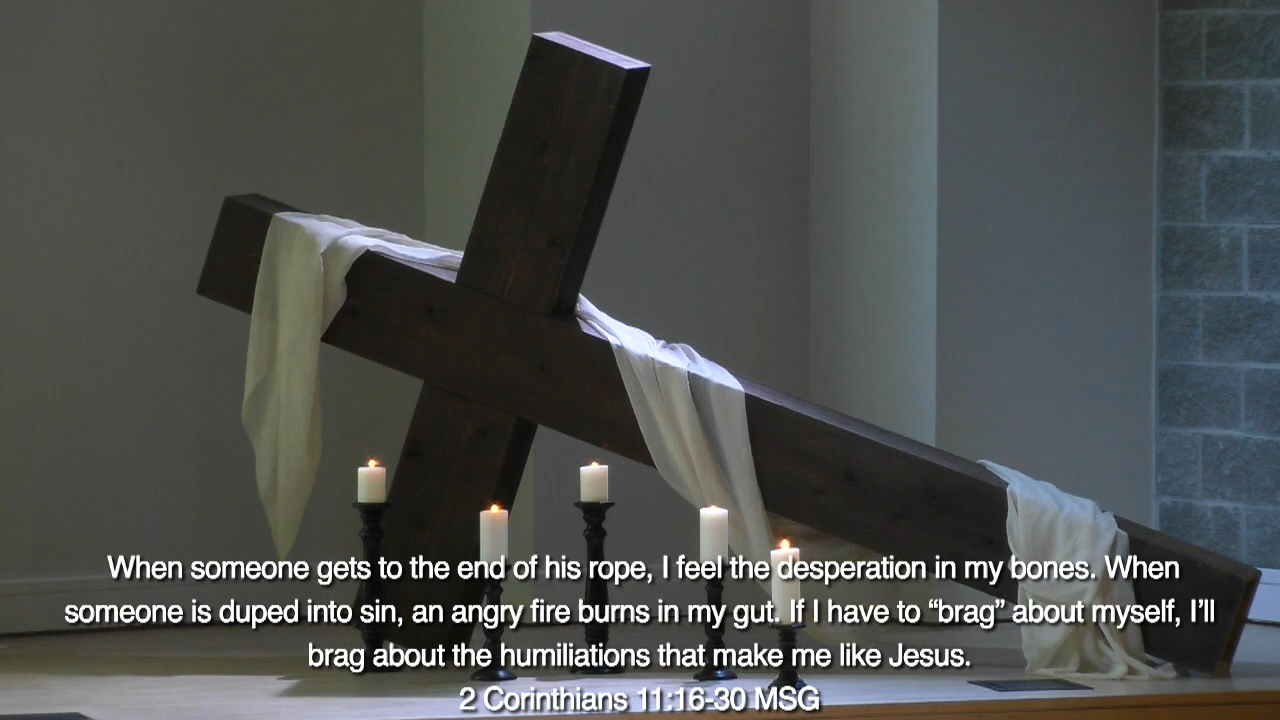 When someone gets to the end of his rope, I feel the desperation in my bones. When
someone is duped into sin, an angry fire burns in my gut. If I have to “brag” about myself, I’ll
brag about the humiliations that make me like Jesus.
2 Corinthians 11:16-30 MSG